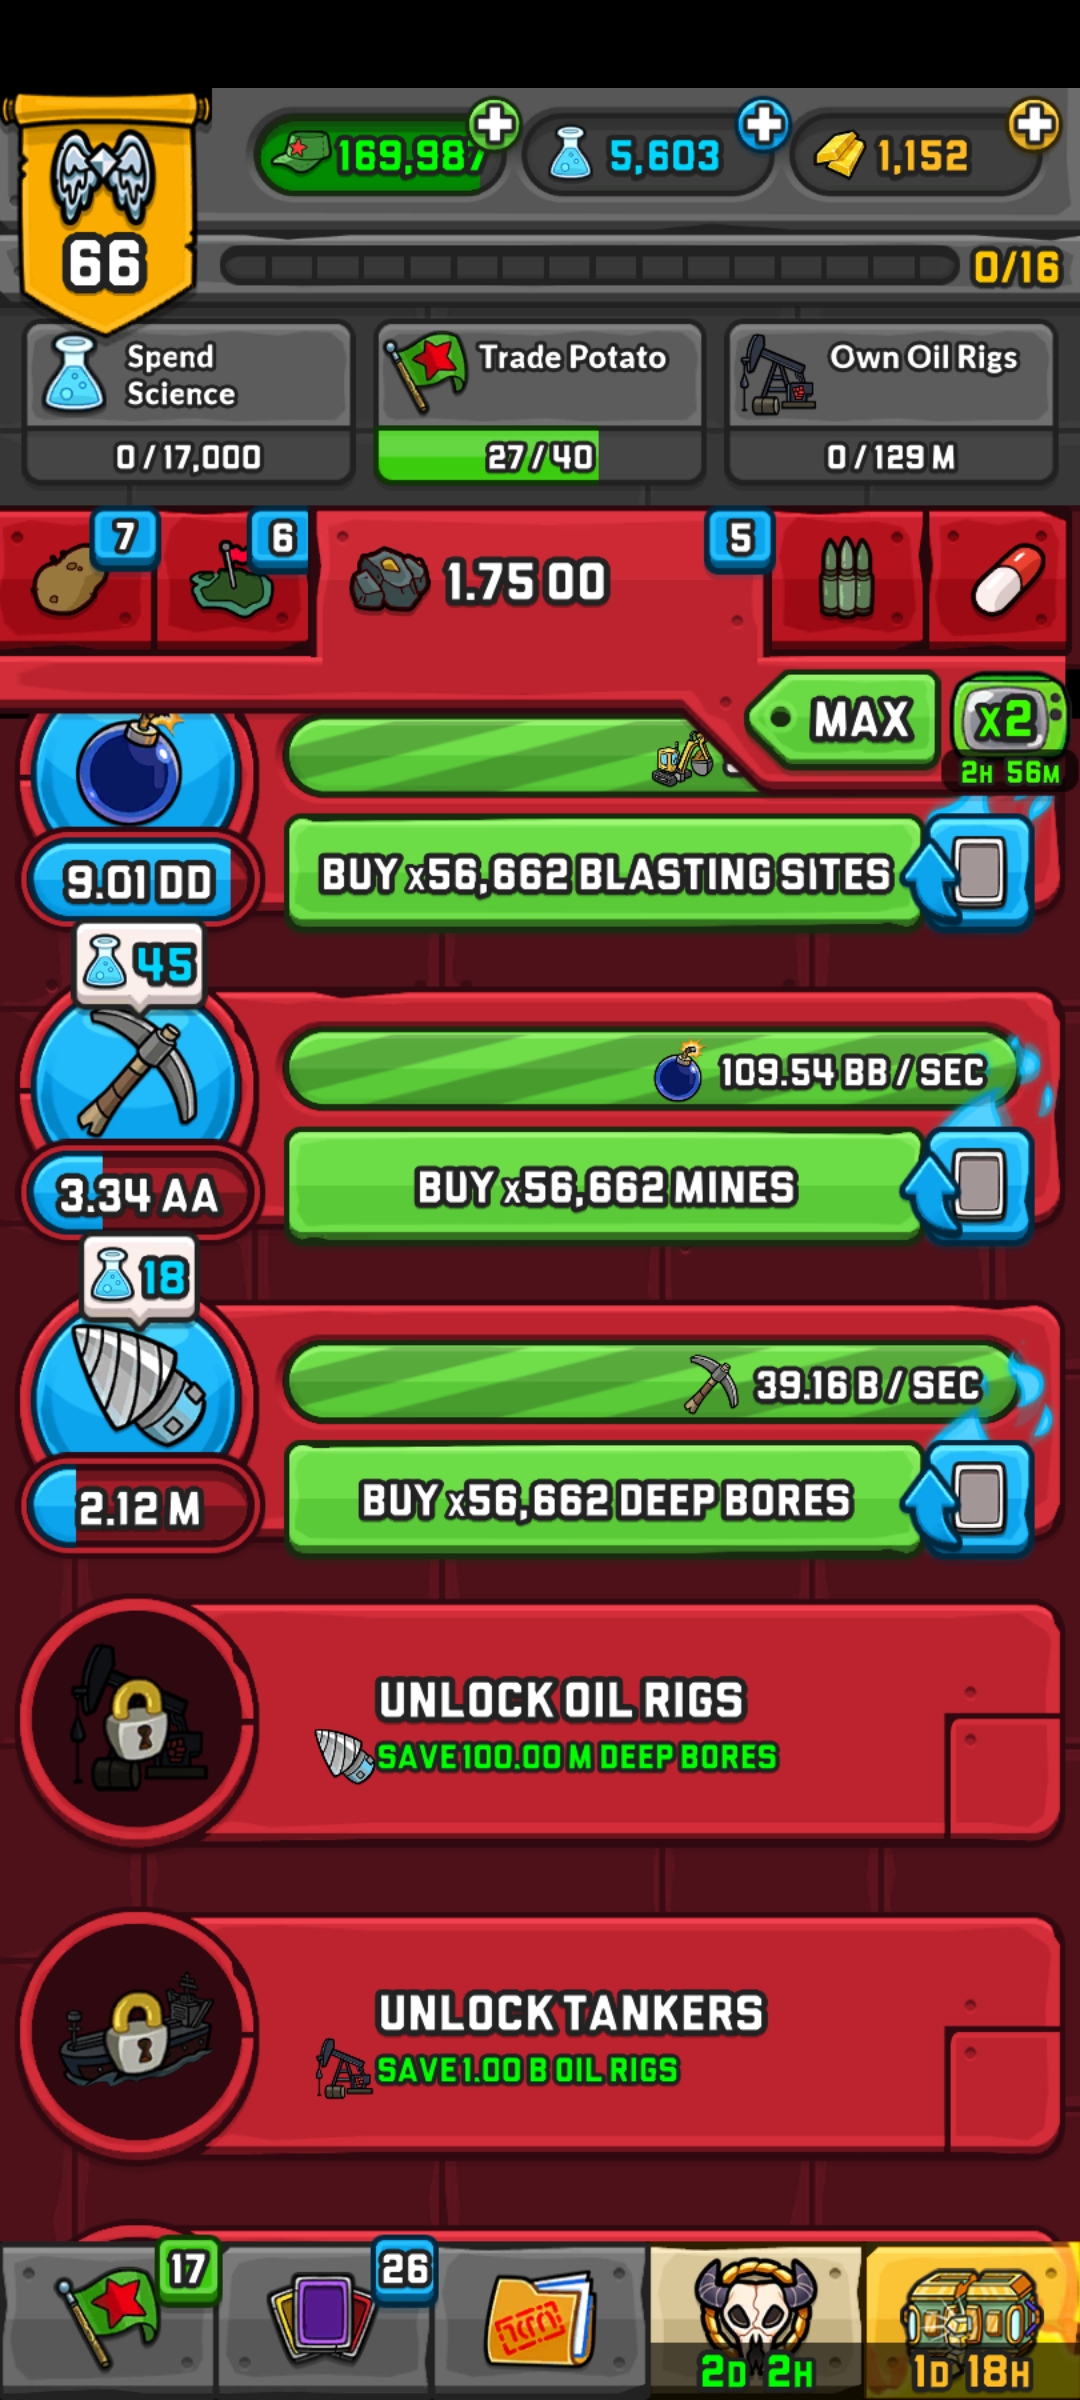 169,987
5,603
1,152
66
0/16
Spend
Science
0 / 17,000
Trade Potato
27 / 40
Own Oil Rigs
0 / 129 M
7
6
1.75 OO
5
MAX
x2
2H 56M
9.01 DD
BUY x56,662 BLASTING SITES
45
109.54 BB / SEC
3.34 AA
BUY x56,662 MINES
18
39.16 B / SEC
2.12 M
BUY x56,662 DEEP BORES
UNLOCK OIL RIGS
SAVE 100.00 M DEEP BORES
UNLOCK TANKERS
SAVE 1.00 B OIL RIGS
17
26
2D 2H
1D 18H